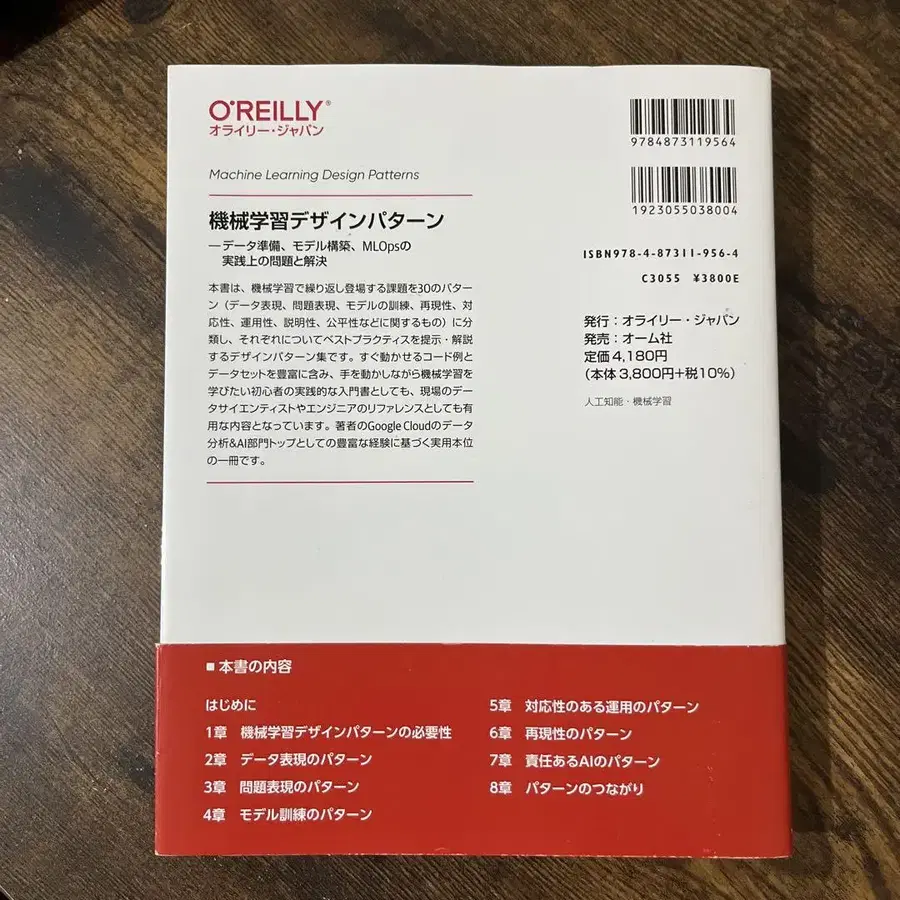 O'REILLY®
オライリー・ジャパン
Machine Learning Design Patterns
機械学習デザインパターン
―データ準備、モデル構築、MLOpsの
実践上の問題と解決
本書は、機械学習で繰り返し登場する課題を30のパター
ン（データ表現、問題表現、モデルの訓練、再現性、対
応性、運用性、説明性、公平性などに関するもの）に分
類し、それぞれについてベストプラクティスを提示・解説
するデザインパターン集です。すぐ動かせるコード例と
データセットを豊富に含み、手を動かしながら機械学習を
学びたい初心者の実践的な入門書としても、現場のデー
タサイエンティストやエンジニアのリファレンスとしても有
用な内容となっています。著者のGoogle Cloudのデータ
分析&AI部門トップとしての豊富な経験に基づく実用本位
の一冊です。
9784873119564
1923055038004
ISBN978-4-87311-956-4
C3055 ¥3800E
発行：オライリー・ジャパン
発売：オーム社
定価4,180円
（本体3,800円+税10%）
人工知能・機械学習
■ 本書の内容
はじめに
1章 機械学習デザインパターンの必要性
2章 データ表現のパターン
3章 問題表現のパターン
4章 モデル訓練のパターン
5章 対応性のある運用のパターン
6章 再現性のパターン
7章 責任あるAIのパターン
8章 パターンのつながり